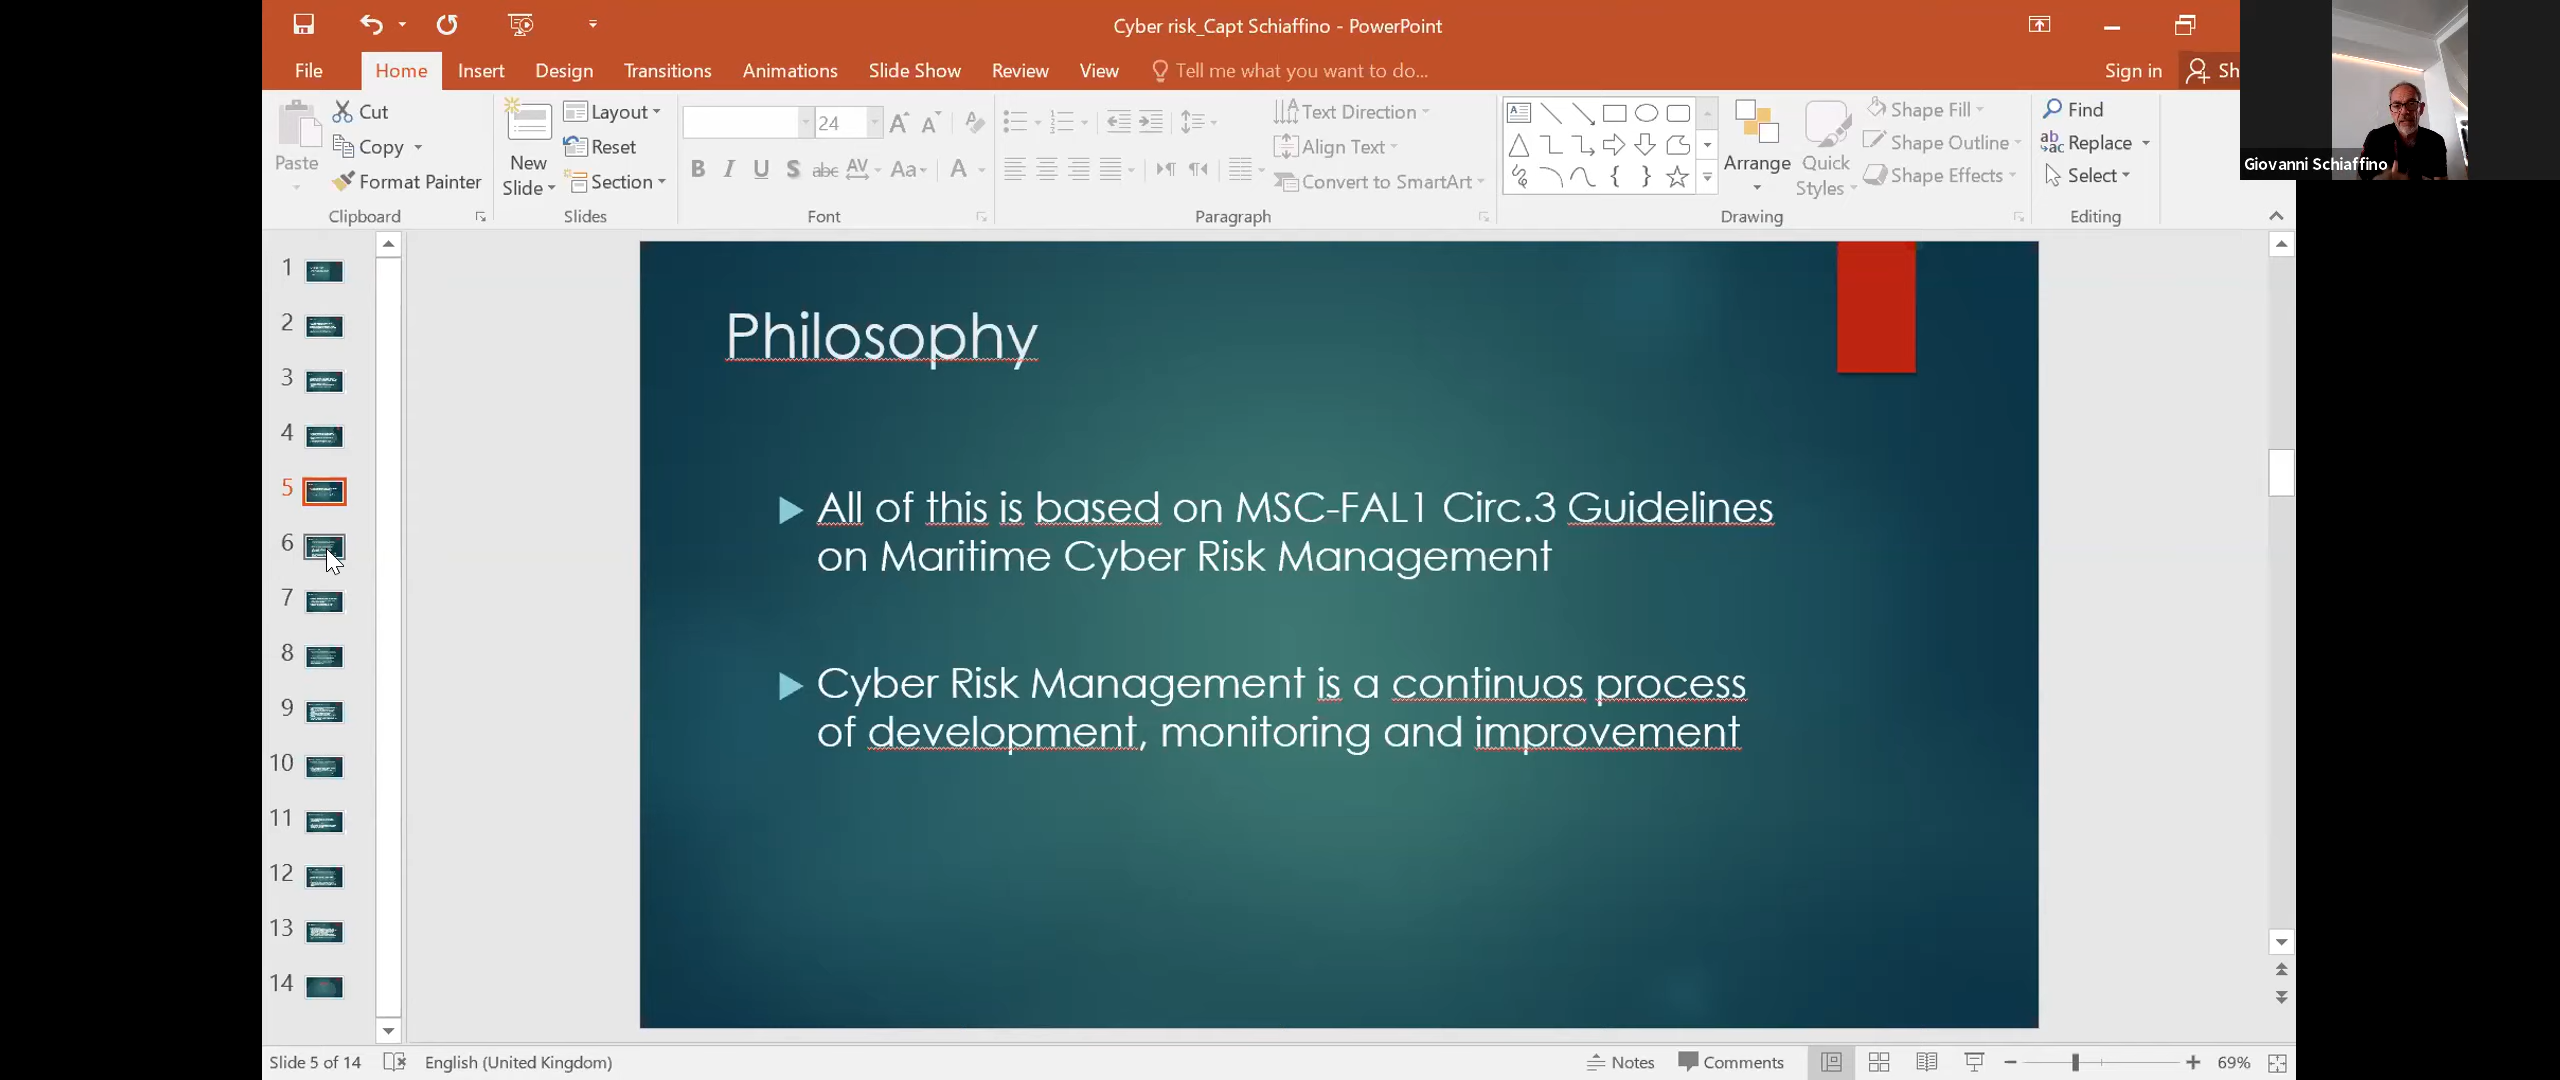 Cyber risk_Capt Schiaffino - PowerPoint
File Home Insert Design Transitions Animations Slide Show Review View Tell me what you want to do... Sign in Sh
Giovanni Schiaffino
Paste
Cut
Copy
Format Painter
Clipboard
New
Slide
Layout
Reset
Section
Slides
24
B I U S abc AV Aa A
Font
Text Direction
Align Text
Convert to SmartArt
Paragraph
Arrange
Quick
Styles
Shape Fill
Shape Outline
Shape Effects
Drawing
Find
Replace
Select
Editing
1
2
3
4
5
6
7
8
9
10
11
12
13
14
Philosophy
All of this is based on MSC-FAL1 Circ.3 Guidelines
on Maritime Cyber Risk Management
Cyber Risk Management is a continuos process
of development, monitoring and improvement
Slide 5 of 14 English (United Kingdom) Notes Comments 69%